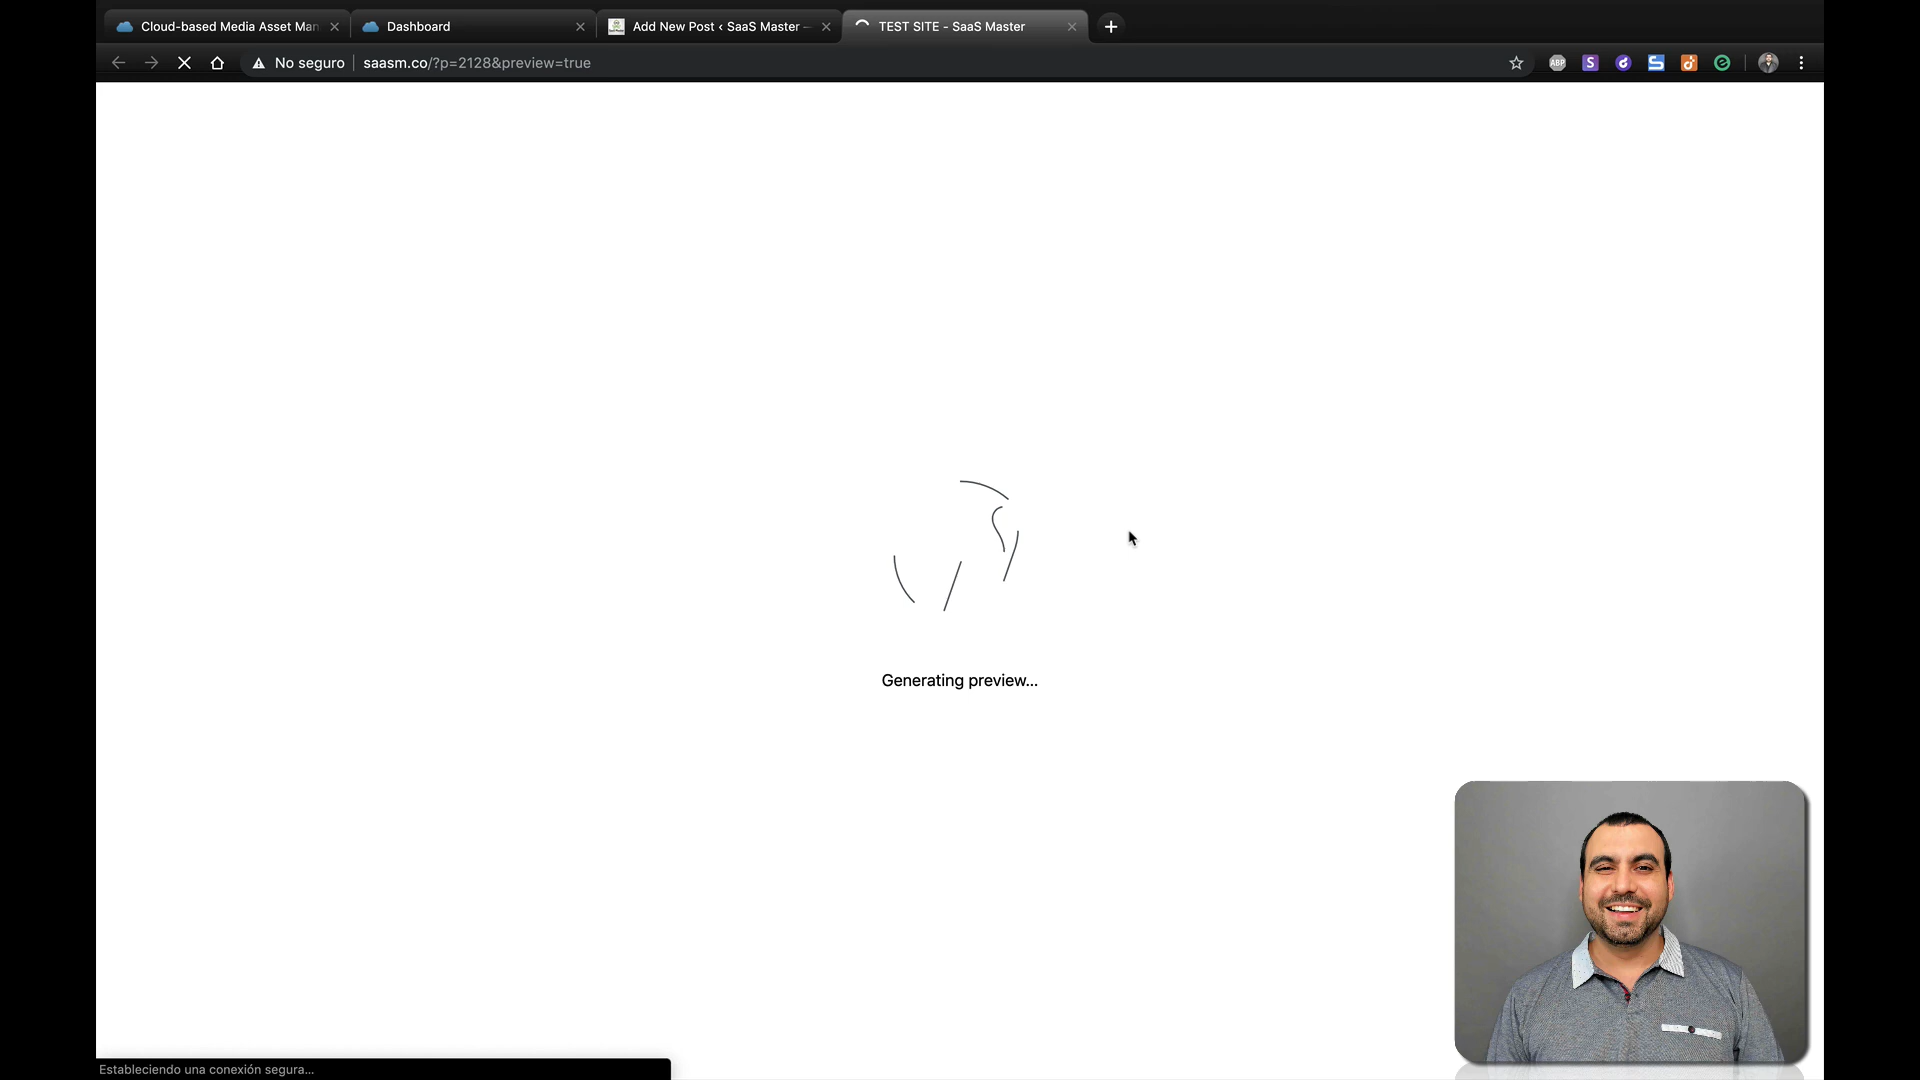 Cloud-based Media Asset Man
Dashboard
Add New Post ‹ SaaS Master —
TEST SITE - SaaS Master
No seguro
saasm.co/?p=2128&preview=true
ABP
Generating preview...
Estableciendo una conexión segura...